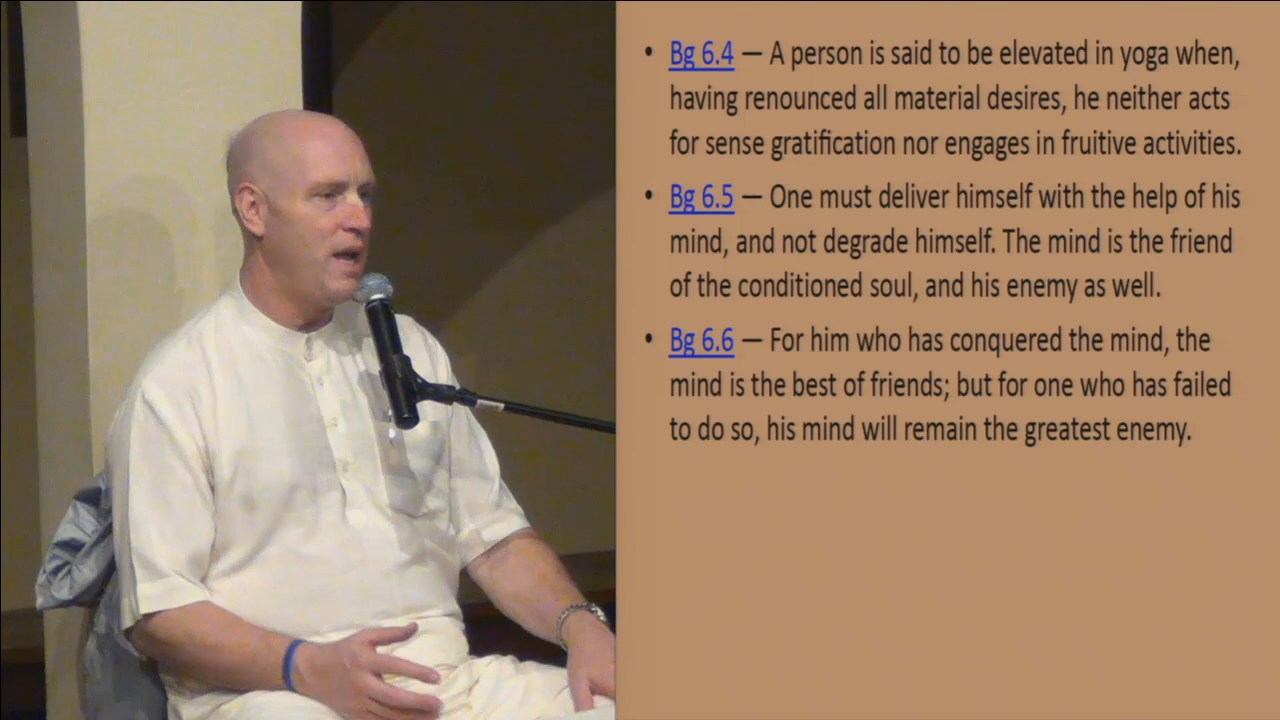 • Bg 6.4 — A person is said to be elevated in yoga when,
having renounced all material desires, he neither acts
for sense gratification nor engages in fruitive activities.
• Bg 6.5 — One must deliver himself with the help of his
mind, and not degrade himself. The mind is the friend
of the conditioned soul, and his enemy as well.
• Bg 6.6 — For him who has conquered the mind, the
mind is the best of friends; but for one who has failed
to do so, his mind will remain the greatest enemy.